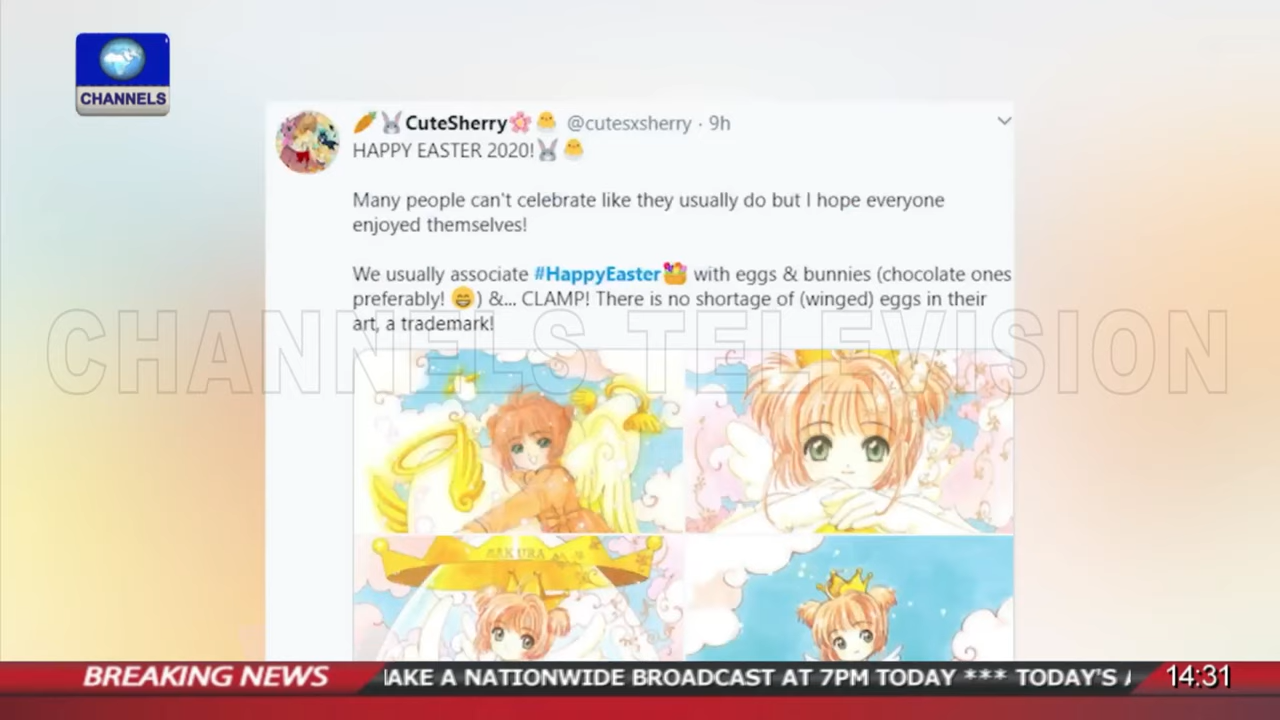 CHANNELS
🥕🐰CuteSherry🌸🐥 @cutesxsherry · 9h
HAPPY EASTER 2020!🐰🐥
Many people can't celebrate like they usually do but I hope everyone
enjoyed themselves!
We usually associate #HappyEaster with eggs & bunnies (chocolate ones
preferably! 😄) &... CLAMP! There is no shortage of (winged) eggs in their
art, a trademark!
CHANNELS TELEVISION
SAKURA
BREAKING NEWS
AKE A NATIONWIDE BROADCAST AT 7PM TODAY *** TODAY'S
14:31